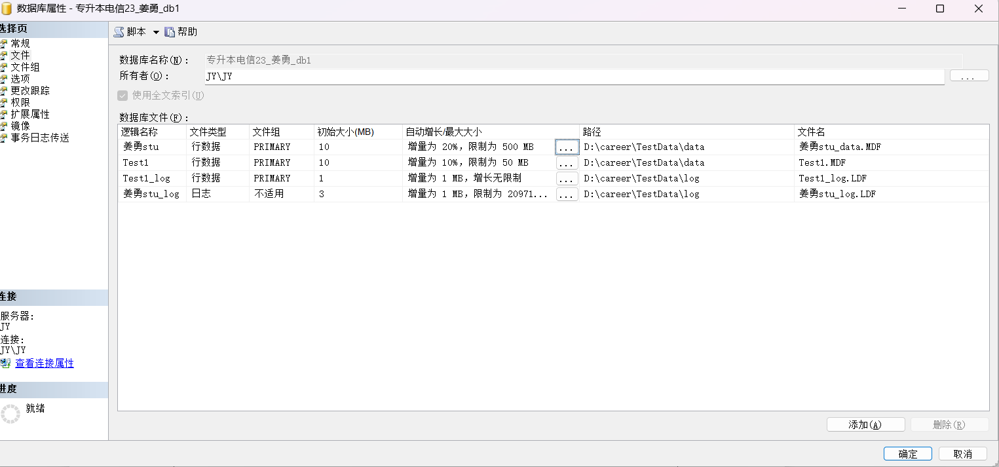 数据库属性 - 专升本电信23_姜勇_db1
选择页
常规
文件
文件组
选项
更改跟踪
权限
扩展属性
镜像
事务日志传送
脚本 帮助
数据库名称(N): 专升本电信23_姜勇_db1
所有者(O): JY\JY ...
使用全文索引(U)
数据库文件(F):
逻辑名称 文件类型 文件组 初始大小(MB) 自动增长/最大大小 路径 文件名
姜勇stu 行数据 PRIMARY 10 增量为 20%，限制为 500 MB ... D:\career\TestData\data 姜勇stu_data.MDF
Test1 行数据 PRIMARY 10 增量为 10%，限制为 50 MB ... D:\career\TestData\data Test1.MDF
Test1_log 行数据 PRIMARY 1 增量为 1 MB，增长无限制 ... D:\career\TestData\log Test1_log.LDF
姜勇stu_log 日志 不适用 3 增量为 1 MB，限制为 20971... ... D:\career\TestData\log 姜勇stu_log.LDF
连接
服务器:
JY
连接:
JY\JY
查看连接属性
进度
就绪
添加(A) 删除(R)
确定 取消